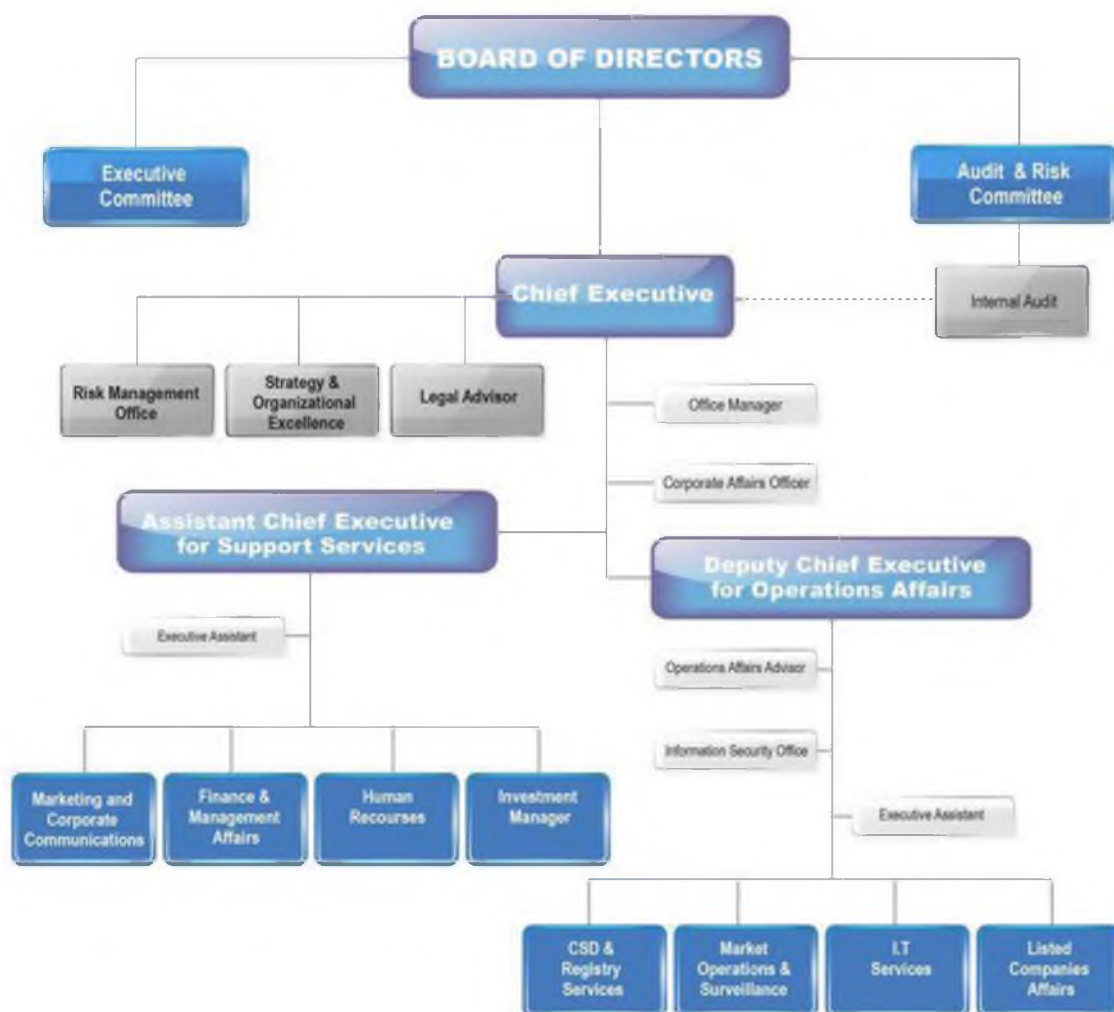 BOARD OF DIRECTORS
Executive
Committee
Audit & Risk
Committee
Chief Executive
Internal Audit
Risk Management
Office
Strategy &
Organizational
Excellence
Legal Advisor
Office Manager
Corporate Affairs Officer
Assistant Chief Executive
for Support Services
Deputy Chief Executive
for Operations Affairs
Executive Assistant
Operations Affairs Advisor
Information Security Office
Marketing and
Corporate
Communications
Finance &
Management
Affairs
Human
Recourses
Investment
Manager
Executive Assistant
CSD &
Registry
Services
Market
Operations &
Surveillance
I.T
Services
Listed
Companies
Affairs